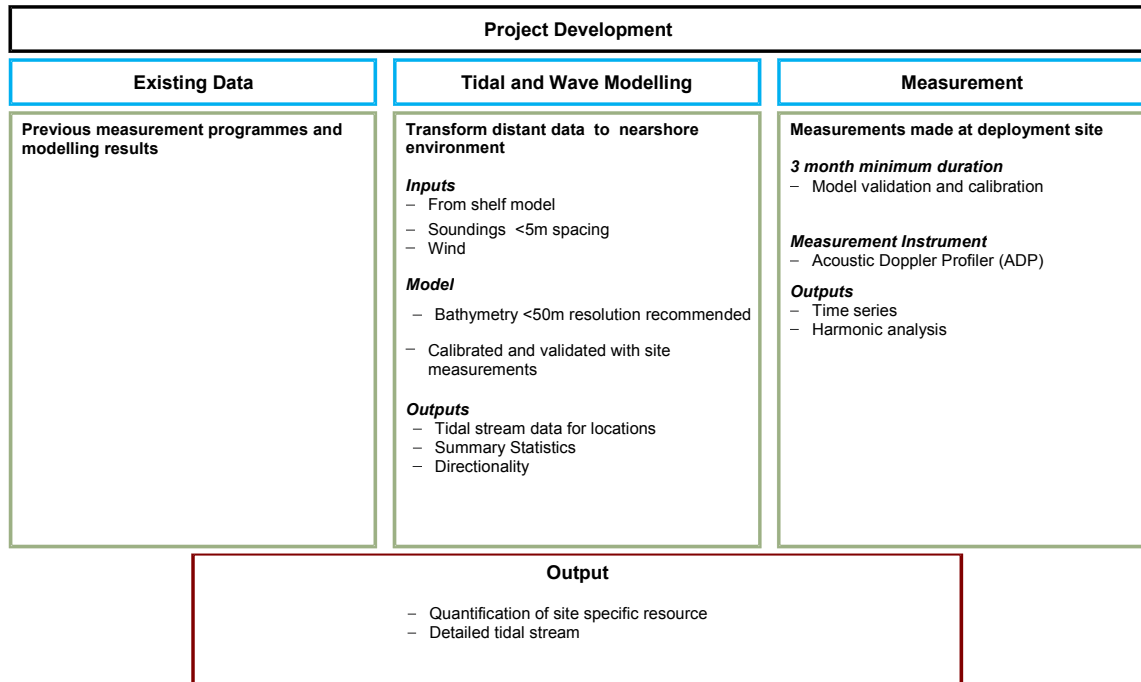 Project Development
Existing Data
Previous measurement programmes and
modelling results
Tidal and Wave Modelling
Transform distant data to nearshore
environment
Inputs
– From shelf model
– Soundings <5m spacing
– Wind
Model
– Bathymetry <50m resolution recommended
– Calibrated and validated with site
measurements
Outputs
– Tidal stream data for locations
– Summary Statistics
– Directionality
Measurement
Measurements made at deployment site
3 month minimum duration
– Model validation and calibration
Measurement Instrument
– Acoustic Doppler Profiler (ADP)
Outputs
– Time series
– Harmonic analysis
Output
– Quantification of site specific resource
– Detailed tidal stream